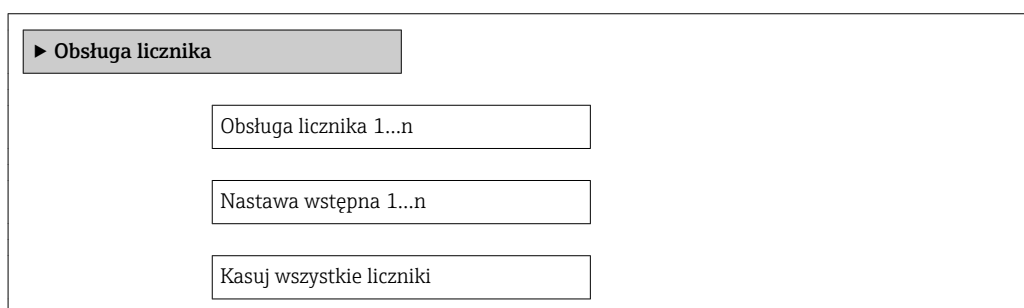 ▶ Obsługa licznika
Obsługa licznika 1…n
Nastawa wstępna 1…n
Kasuj wszystkie liczniki